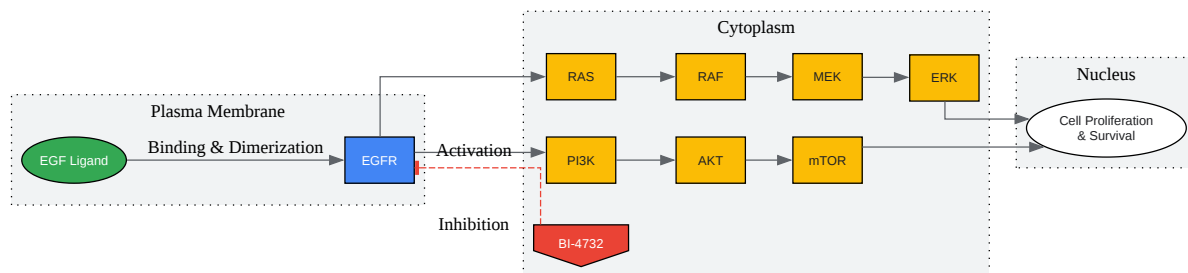 Cytoplasm
Nucleus
Plasma Membrane
RAS
RAF
MEK
ERK
Cell Proliferation
& Survival
EGF Ligand
Binding & Dimerization
EGFR
Activation
PI3K
AKT
mTOR
Inhibition
BI-4732